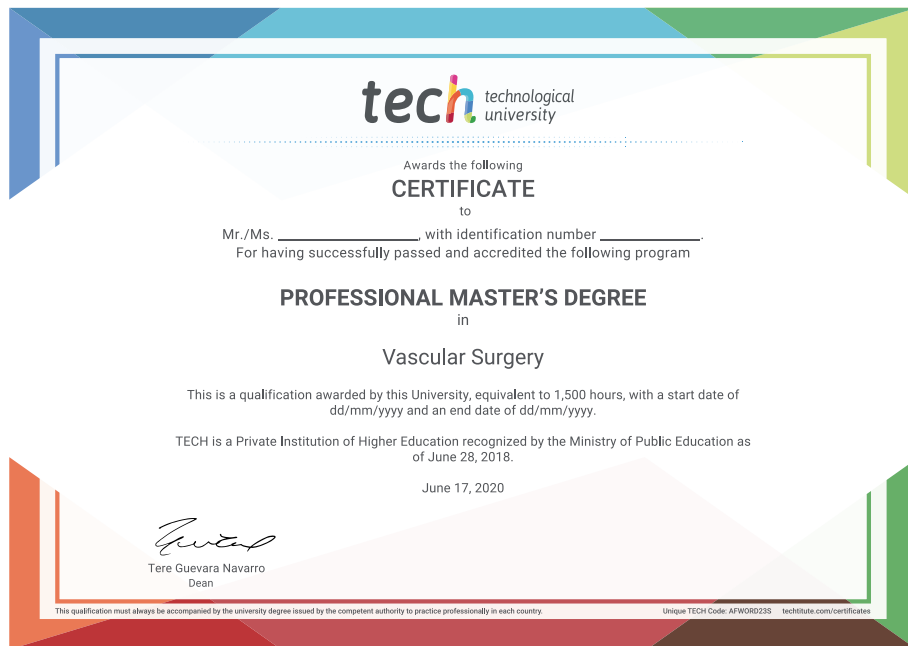 tech technological
university
Awards the following
CERTIFICATE
to
Mr./Ms. ____________________, with identification number ______________.
For having successfully passed and accredited the following program
PROFESSIONAL MASTER'S DEGREE
in
Vascular Surgery
This is a qualification awarded by this University, equivalent to 1,500 hours, with a start date of
dd/mm/yyyy and an end date of dd/mm/yyyy.
TECH is a Private Institution of Higher Education recognized by the Ministry of Public Education as
of June 28, 2018.
June 17, 2020
Tere Guevara Navarro
Dean
This qualification must always be accompanied by the university degree issued by the competent authority to practice professionally in each country. Unique TECH Code: AFWORD23S techtitute.com/certificates